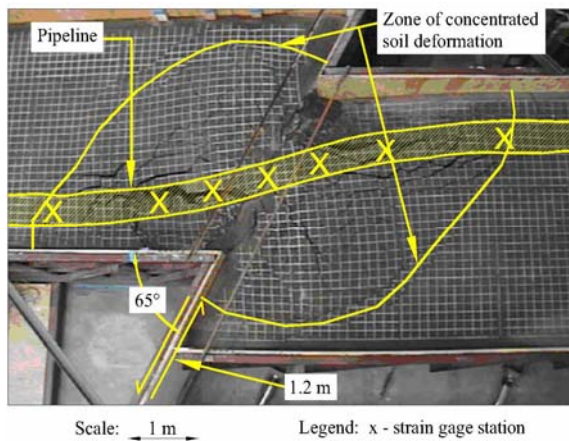 Zone of concentrated
soil deformation
Pipeline
X X X X X X X
65°
1.2 m
Scale: 1 m Legend: x - strain gage station